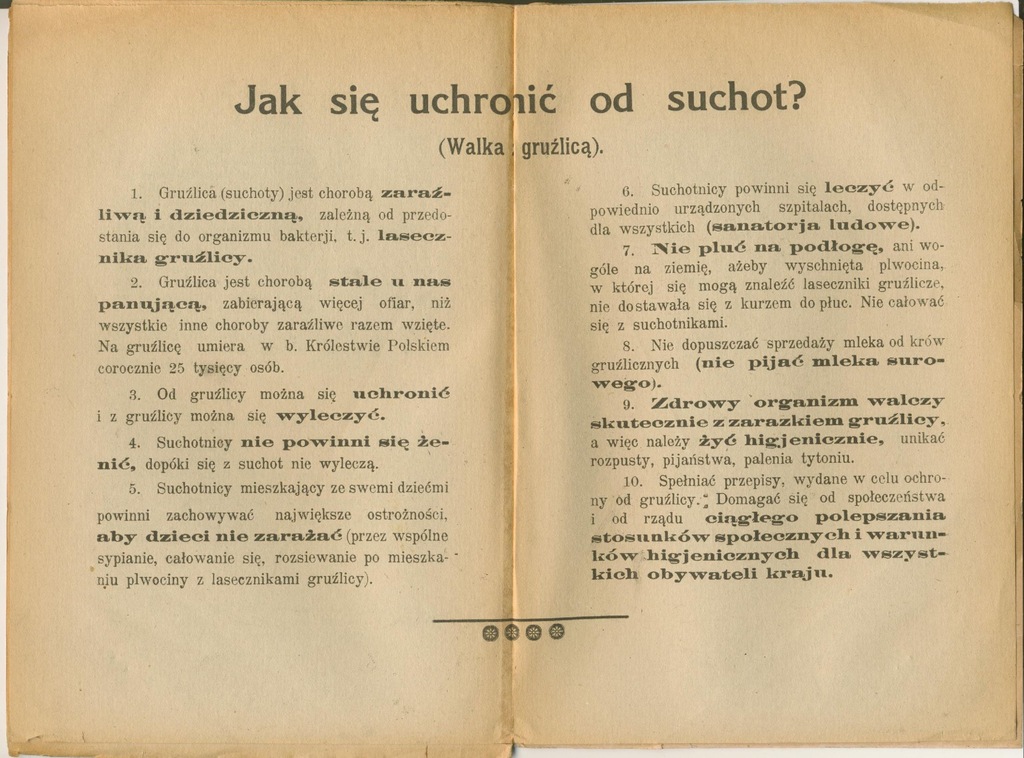 Jak się uchronić od suchot?
(Walka z gruźlicą).
1. Gruźlica (suchoty) jest chorobą zaraź-
liwą i dziedziczną, zależną od przedo-
stania się do organizmu bakterji, t. j. lasecz-
nika gruźlicy.
2. Gruźlica jest chorobą stale u nas
panującą, zabierającą więcej ofiar, niż
wszystkie inne choroby zaraźliwe razem wzięte.
Na gruźlicę umiera w b. Królestwie Polskiem
corocznie 25 tysięcy osób.
3. Od gruźlicy można się uchronić
i z gruźlicy można się wyleczyć.
4. Suchotnicy nie powinni się że-
nić, dopóki się z suchot nie wyleczą.
5. Suchotnicy mieszkający ze swemi dziećmi
powinni zachowywać największe ostrożności,
aby dzieci nie zarażać (przez wspólne
sypianie, całowanie się, rozsiewanie po mieszka-
niu plwociny z lasecznikami gruźlicy).
6. Suchotnicy powinni się leczyć w od-
powiednio urządzonych szpitalach, dostępnych
dla wszystkich (sanatorja ludowe).
7. Nie pluć na podłogę, ani wo-
góle na ziemię, ażeby wyschnięta plwocina,
w której się mogą znaleźć laseczniki gruźlicze,
nie dostawała się z kurzem do płuc. Nie całować
się z suchotnikami.
8. Nie dopuszczać sprzedaży mleka od krów
gruźlicznych (nie pijać mleka suro-
wego).
9. Zdrowy organizm walczy
skutecznie z zarazkiem gruźlicy,
a więc należy żyć higjenicznie, unikać
rozpusty, pijaństwa, palenia tytoniu.
10. Spełniać przepisy, wydane w celu ochro-
ny od gruźlicy. Domagać się od społeczeństwa
i od rządu ciągłego polepszania
stosunków społecznych i warun-
ków higjenicznych dla wszyst-
kich obywateli kraju.